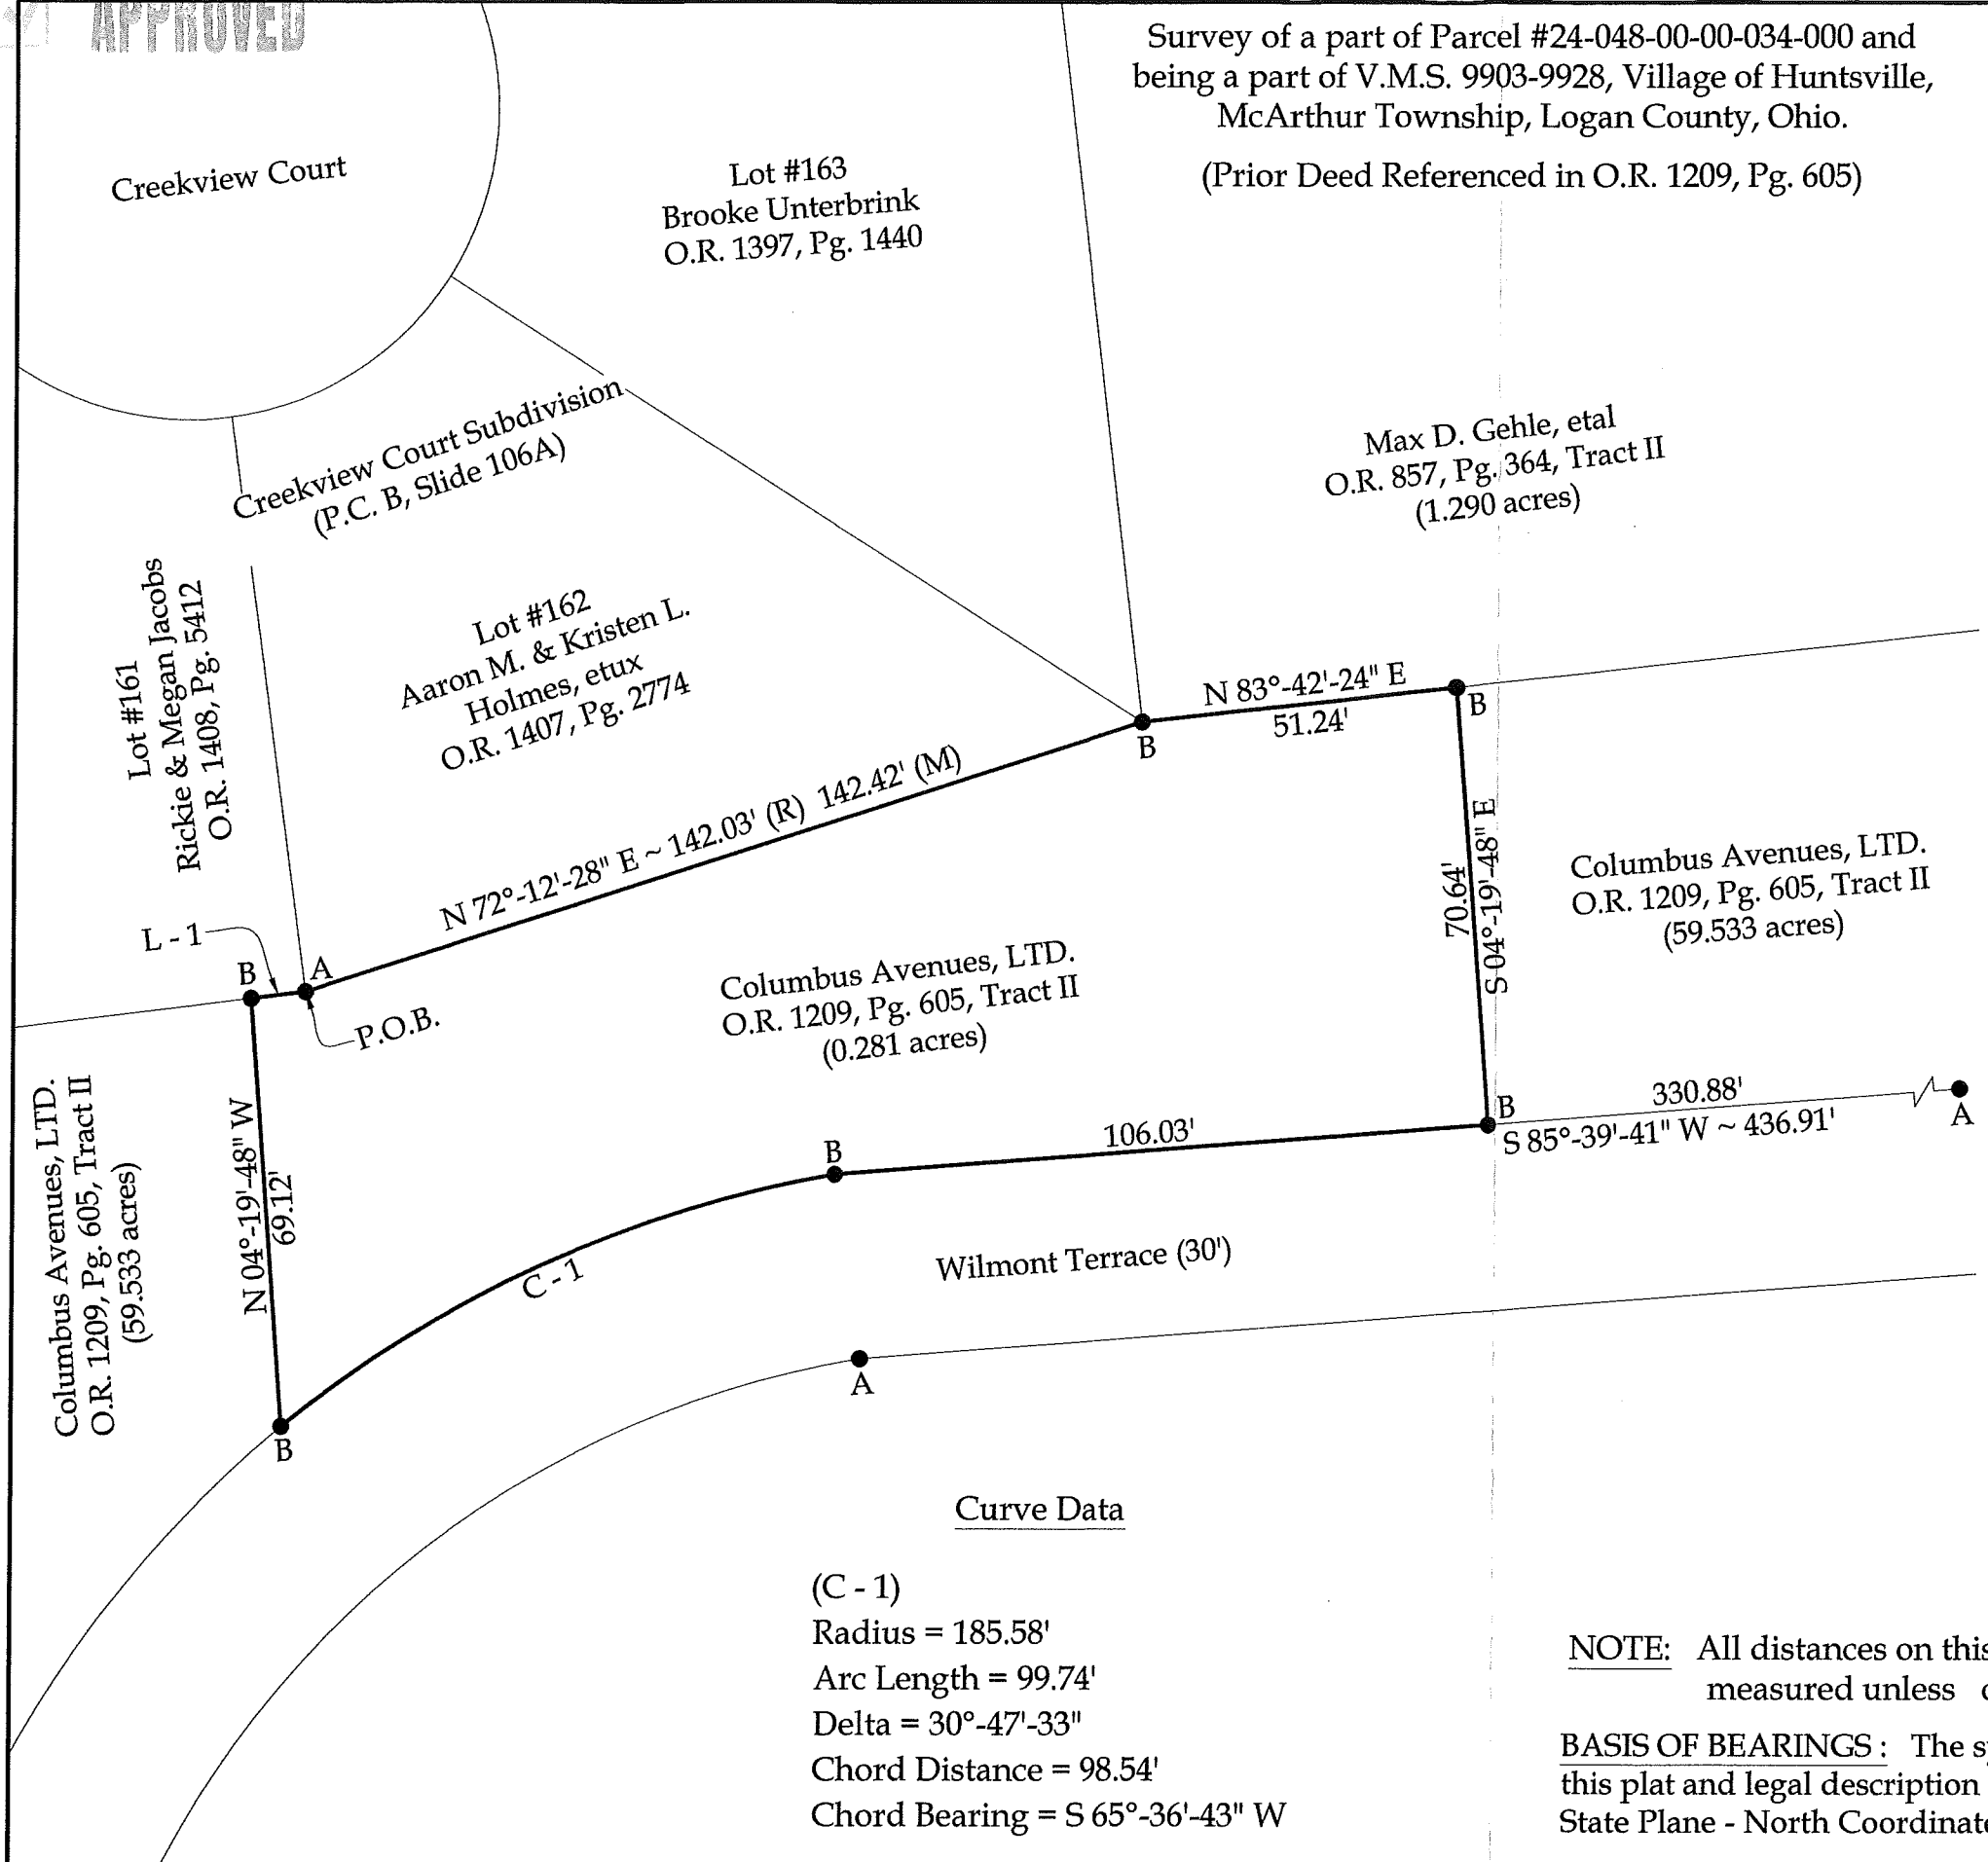 APPROVED
Survey of a part of Parcel #24-048-00-00-034-000 and
being a part of V.M.S. 9903-9928, Village of Huntsville,
McArthur Township, Logan County, Ohio.
(Prior Deed Referenced in O.R. 1209, Pg. 605)
Creekview Court
Lot #163
Brooke Unterbrink
O.R. 1397, Pg. 1440
Creekview Court Subdivision
(P.C. B, Slide 106A)
Max D. Gehle, etal
O.R. 857, Pg. 364, Tract II
(1.290 acres)
Lot #161
Rickie & Megan Jacobs
O.R. 1408, Pg. 5412
Lot #162
Aaron M. & Kristen L.
Holmes, etux
O.R. 1407, Pg. 2774
N 83°-42'-24" E
51.24'
B
B
N 72°-12'-28" E ~ 142.03' (R) 142.42' (M)
70.64'
S 04°-19'-48" E
Columbus Avenues, LTD.
O.R. 1209, Pg. 605, Tract II
(59.533 acres)
L - 1
B
A
P.O.B.
Columbus Avenues, LTD.
O.R. 1209, Pg. 605, Tract II
(0.281 acres)
Columbus Avenues, LTD.
O.R. 1209, Pg. 605, Tract II
(59.533 acres)
N 04°-19'-48" W
69.12'
B
106.03'
B
330.88'
S 85°-39'-41" W ~ 436.91'
A
C - 1
Wilmont Terrace (30')
A
B
Curve Data
(C - 1)
Radius = 185.58'
Arc Length = 99.74'
Delta = 30°-47'-33"
Chord Distance = 98.54'
Chord Bearing = S 65°-36'-43" W
NOTE: All distances on this
measured unless
BASIS OF BEARINGS : The
this plat and legal description
State Plane - North